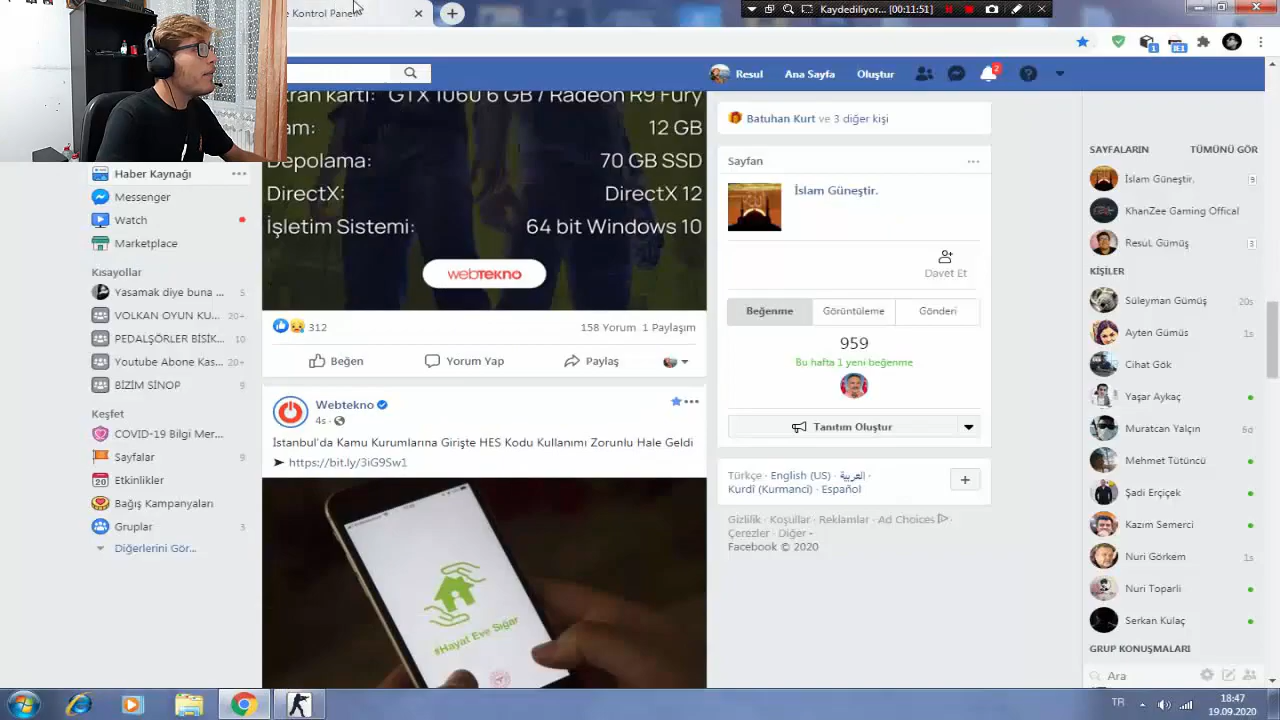 e Kontrol Paneli
Kaydediliyor... [00:11:51]
1
1
Resul
Ana Sayfa
Oluştur
2
Ekran kartı: GTX 1060 6 GB / Radeon R9 Fury
12 GB
Depolama: 70 GB SSD
DirectX: DirectX 12
İşletim Sistemi: 64 bit Windows 10
webtekno
312
158 Yorum 1 Paylaşım
Beğen
Yorum Yap
Paylaş
Webtekno
4s
İstanbul'da Kamu Kurumlarına Girişte HES Kodu Kullanımı Zorunlu Hale Geldi
➤ https://bit.ly/3iG9Sw1
#Hayat Eve Sığar
Haber Kaynağı
Messenger
Watch
Marketplace
Kısayollar
Yasamak diye buna ... 5
VOLKAN OYUN KU... 20+
PEDALŞÖRLER BİSİK... 10
Youtube Abone Kas... 20+
BİZİM SİNOP 9
Keşfet
COVID-19 Bilgi Mer...
Sayfalar 9
Etkinlikler
Bağış Kampanyaları
Gruplar 3
Diğerlerini Gör...
Batuhan Kurt ve 3 diğer kişi
Sayfan
İslam Güneştir.
Davet Et
Beğenme
Görüntüleme
Gönderi
959
Bu hafta 1 yeni beğenme
Tanıtım Oluştur
Türkçe · English (US) · العربية ·
Kurdî (Kurmancî) · Español
Gizlilik · Koşullar · Reklamlar · Ad Choices ·
Çerezler · Diğer
Facebook © 2020
SAYFALARIN TÜMÜNÜ GÖR
İslam Güneştir. 9
KhanZee Gaming Offical
ResuL Gümüş 3
KİŞİLER
Süleyman Gümüş 20s
Ayten Gümüs 1s
Cihat Gök
Yaşar Aykaç
Muratcan Yalçın 6d
Mehmet Tütüncü
Şadi Erçiçek
Kazım Semerci
Nuri Görkem 1s
Nuri Toparli
Serkan Kulaç
GRUP KONUŞMALARI
Ara
TR
18:47
19.09.2020